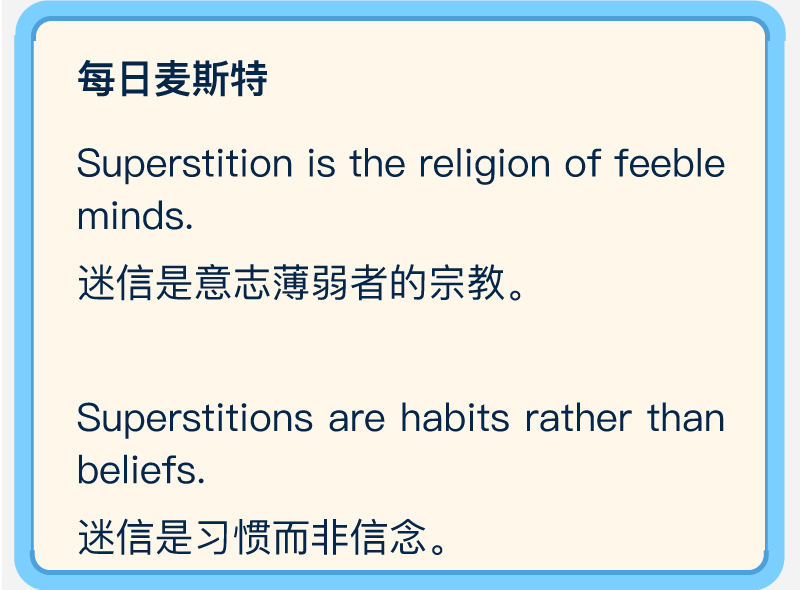 每日麦斯特
Superstition is the religion of feeble
minds.
迷信是意志薄弱者的宗教。
Superstitions are habits rather than
beliefs.
迷信是习惯而非信念。